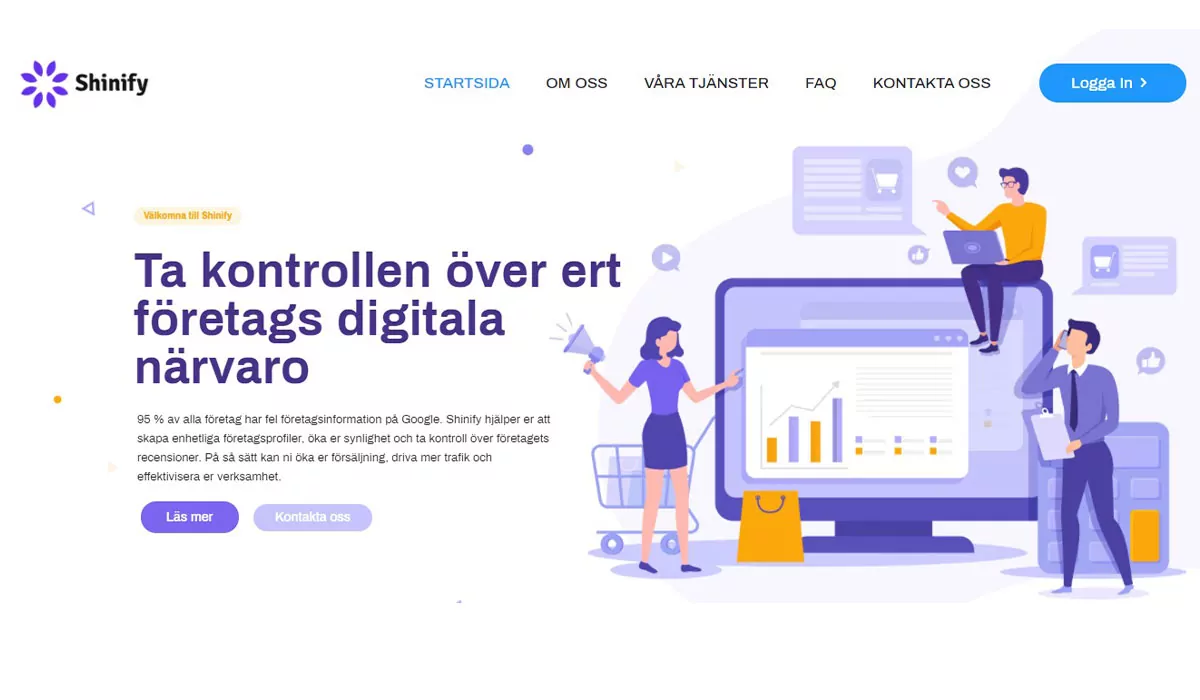 Shinify
STARTSIDA
OM OSS
VÅRA TJÄNSTER
FAQ
KONTAKTA OSS
Logga In
Välkomna till Shinify
Ta kontrollen över ert
företags digitala
närvaro
95 % av alla företag har fel företagsinformation på Google. Shinify hjälper er att
skapa enhetliga företagsprofiler, öka er synlighet och ta kontroll över företagets
recensioner. På så sätt kan ni öka er försäljning, driva mer trafik och
effektivisera er verksamhet.
Läs mer
Kontakta oss